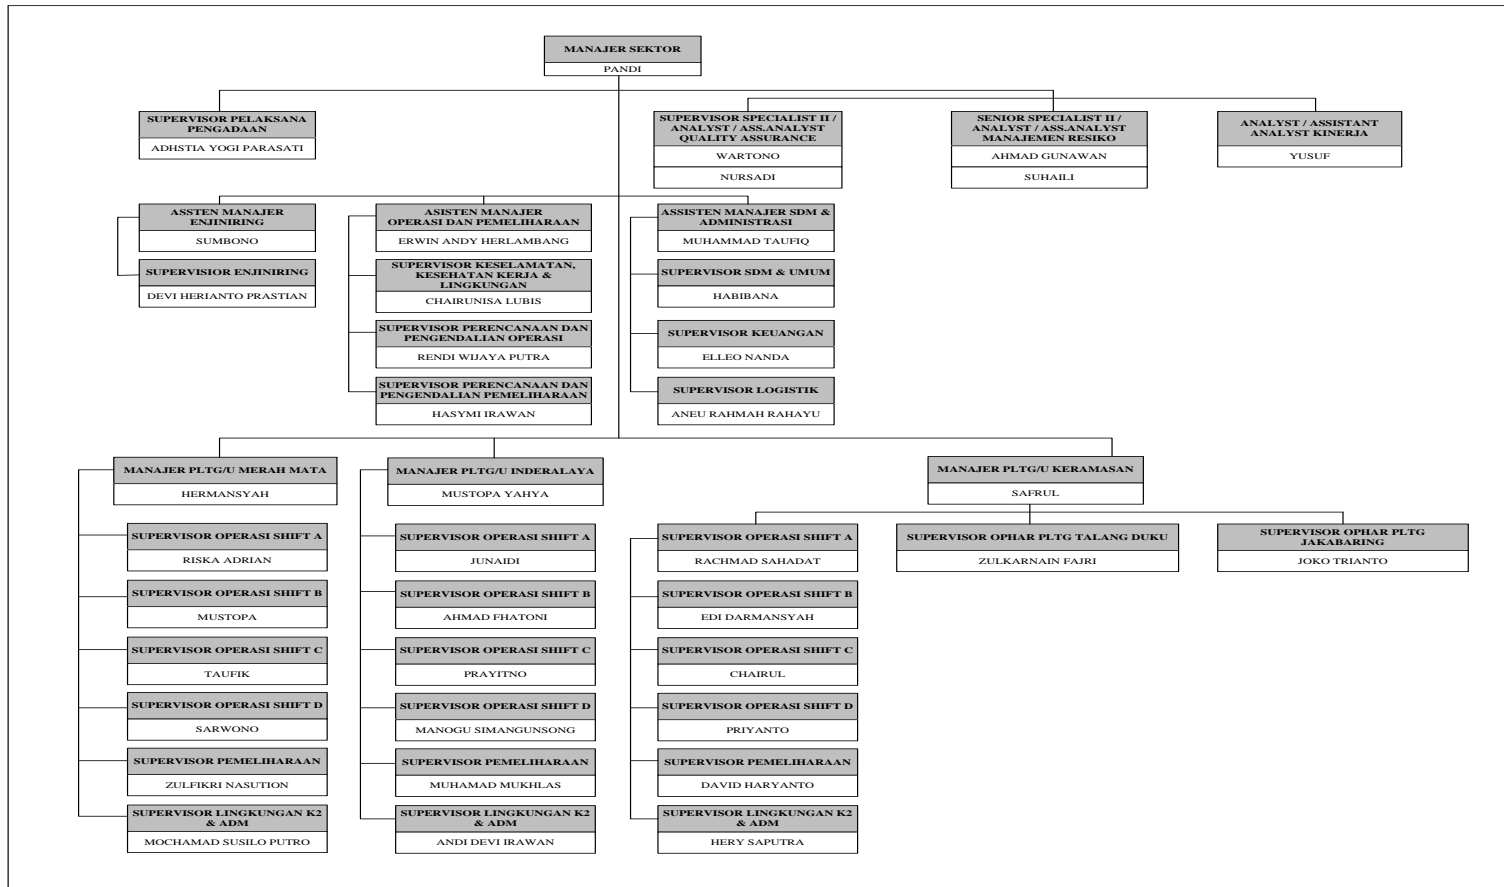 MANAJER SEKTOR
PANDI
SUPERVISOR PELAKSANA
PENGADAAN
ADHSTIA YOGI PARASATI
SUPERVISOR SPECIALIST II /
ANALYST / ASS.ANALYST
QUALITY ASSURANCE
WARTONO
NURSADI
SENIOR SPECIALIST II /
ANALYST / ASS.ANALYST
MANAJEMEN RESIKO
AHMAD GUNAWAN
SUHAILI
ANALYST / ASSISTANT
ANALYST KINERJA
YUSUF
ASSTEN MANAJER
ENJINIRING
SUMBONO
SUPERVISIOR ENJINIRING
DEVI HERIANTO PRASTIAN
ASISTEN MANAJER
OPERASI DAN PEMELIHARAAN
ERWIN ANDY HERLAMBANG
SUPERVISOR KESELAMATAN,
KESEHATAN KERJA &
LINGKUNGAN
CHAIRUNISA LUBIS
SUPERVISOR PERENCANAAN DAN
PENGENDALIAN OPERASI
RENDI WIJAYA PUTRA
SUPERVISOR PERENCANAAN DAN
PENGENDALIAN PEMELIHARAAN
HASYMI IRAWAN
ASSISTEN MANAJER SDM &
ADMINISTRASI
MUHAMMAD TAUFIQ
SUPERVISOR SDM & UMUM
HABIBANA
SUPERVISOR KEUANGAN
ELLEO NANDA
SUPERVISOR LOGISTIK
ANEU RAHMAH RAHAYU
MANAJER PLTG/U MERAH MATA
HERMANSYAH
SUPERVISOR OPERASI SHIFT A
RISKA ADRIAN
SUPERVISOR OPERASI SHIFT B
MUSTOPA
SUPERVISOR OPERASI SHIFT C
TAUFIK
SUPERVISOR OPERASI SHIFT D
SARWONO
SUPERVISOR PEMELIHARAAN
ZULFIKRI NASUTION
SUPERVISOR LINGKUNGAN K2
& ADM
MOCHAMAD SUSILO PUTRO
MANAJER PLTG/U INDERALAYA
MUSTOPA YAHYA
SUPERVISOR OPERASI SHIFT A
JUNAIDI
SUPERVISOR OPERASI SHIFT B
AHMAD FHATONI
SUPERVISOR OPERASI SHIFT C
PRAYITNO
SUPERVISOR OPERASI SHIFT D
MANOGU SIMANGUNSONG
SUPERVISOR PEMELIHARAAN
MUHAMAD MUKHLAS
SUPERVISOR LINGKUNGAN K2
& ADM
ANDI DEVI IRAWAN
MANAJER PLTG/U KERAMASAN
SAFRUL
SUPERVISOR OPERASI SHIFT A
RACHMAD SAHADAT
SUPERVISOR OPERASI SHIFT B
EDI DARMANSYAH
SUPERVISOR OPERASI SHIFT C
CHAIRUL
SUPERVISOR OPERASI SHIFT D
PRIYANTO
SUPERVISOR PEMELIHARAAN
DAVID HARYANTO
SUPERVISOR LINGKUNGAN K2
& ADM
HERY SAPUTRA
SUPERVISOR OPHAR PLTG TALANG DUKU
ZULKARNAIN FAJRI
SUPERVISOR OPHAR PLTG
JAKABARING
JOKO TRIANTO